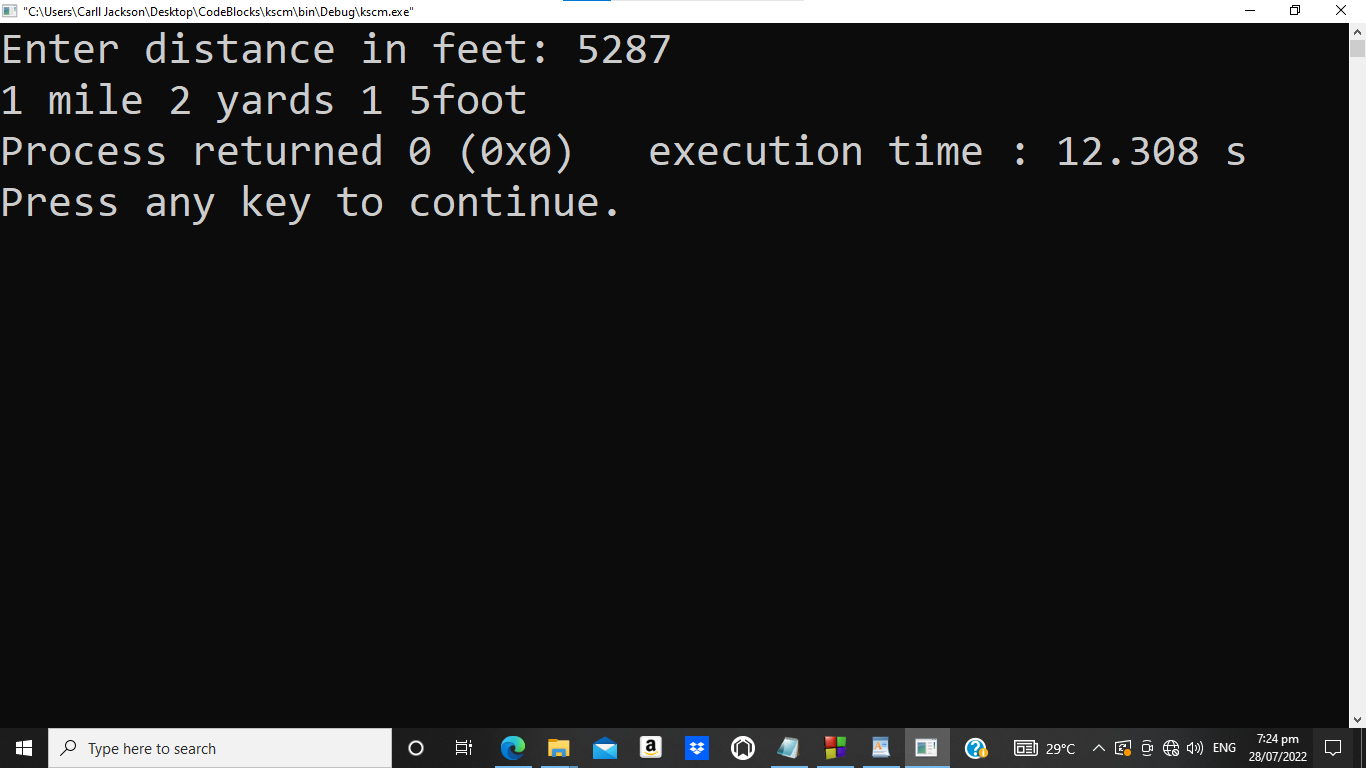 "C:\Users\Carll Jackson\Desktop\CodeBlocks\kscm\bin\Debug\kscm.exe"
Enter distance in feet: 5287
1 mile 2 yards 1 5foot
Process returned 0 (0x0)   execution time : 12.308 s
Press any key to continue.
Type here to search
a
29°C
ENG
7:24 pm
28/07/2022